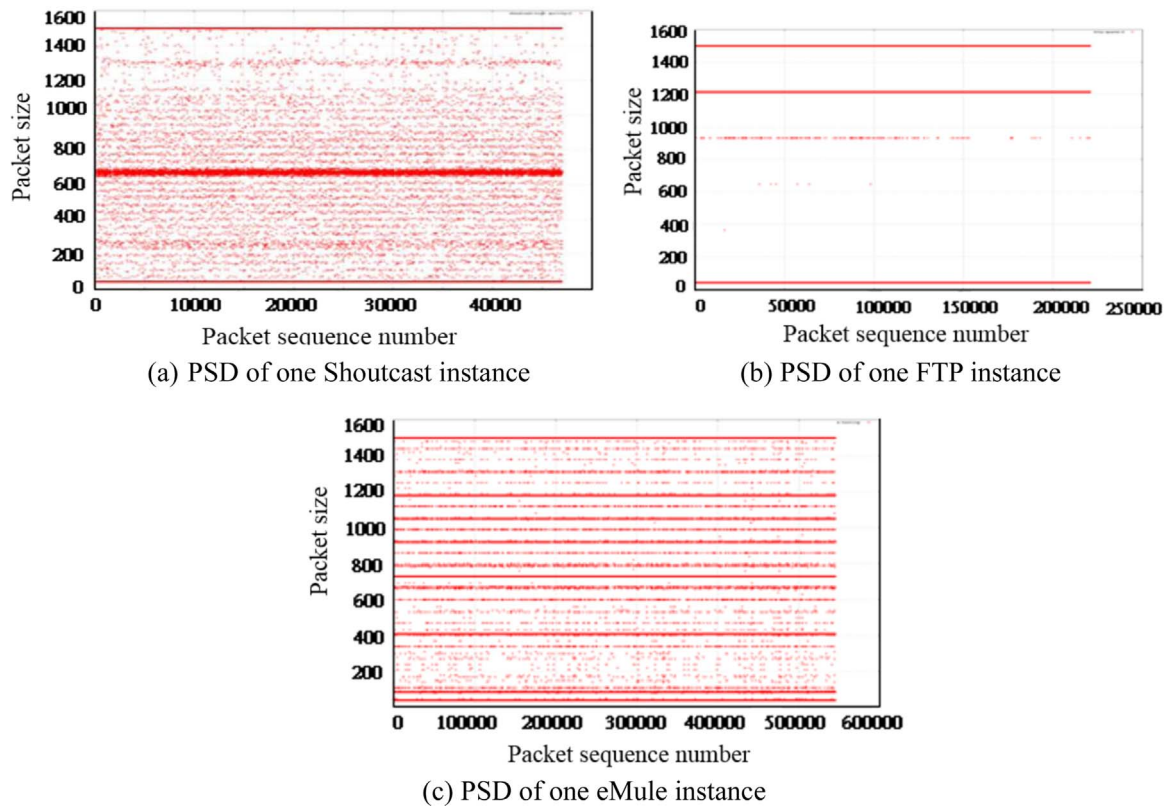 1600
1400
1200
1000
800
600
400
200
0
Packet size
0 10000 20000 30000 40000
Packet sequence number
(a) PSD of one Shoutcast instance
1600
1400
1200
1000
800
600
400
200
0
Packet size
0 50000 100000 150000 200000 250000
Packet sequence number
(b) PSD of one FTP instance
1600
1400
1200
1000
800
600
400
200
Packet size
0 100000 200000 300000 400000 500000 600000
Packet sequence number
(c) PSD of one eMule instance